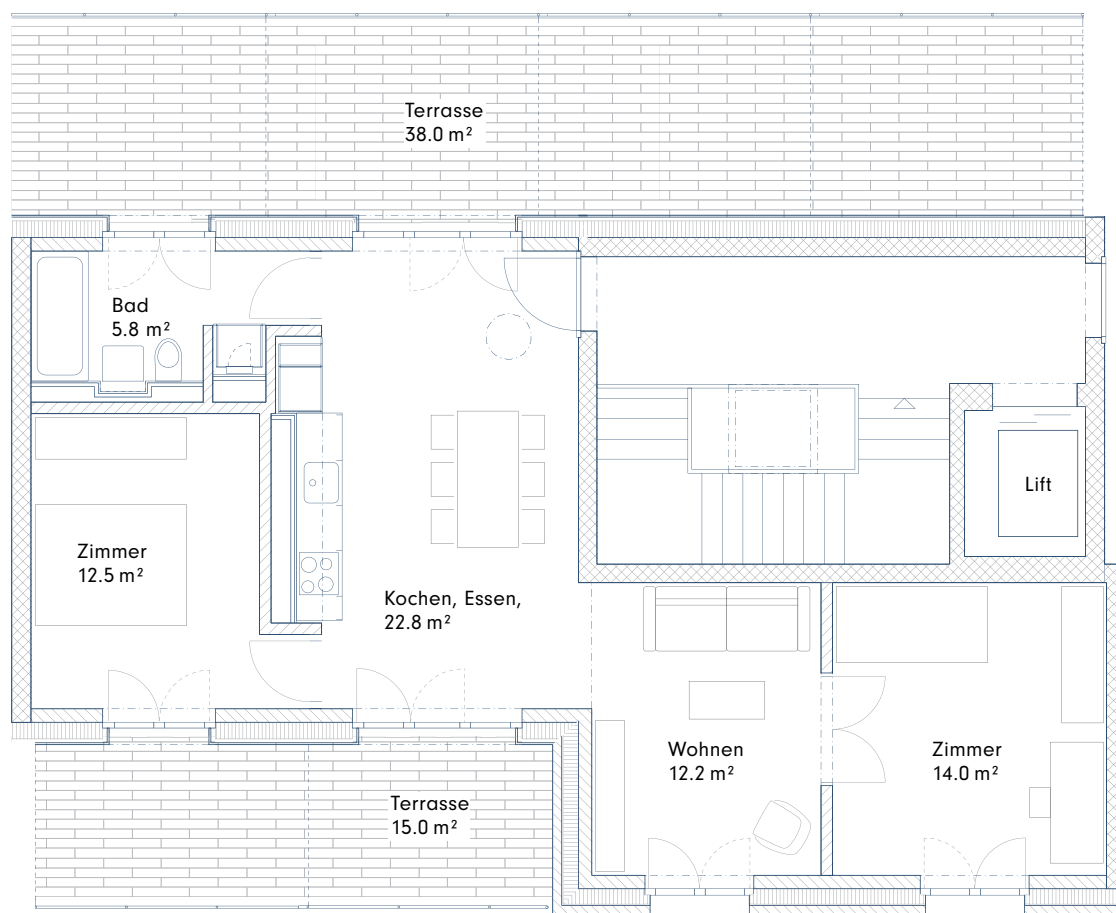 Terrasse
38.0 m²
Bad
5.8 m²
Lift
Zimmer
12.5 m²
Kochen, Essen,
22.8 m²
Wohnen
12.2 m²
Zimmer
14.0 m²
Terrasse
15.0 m²